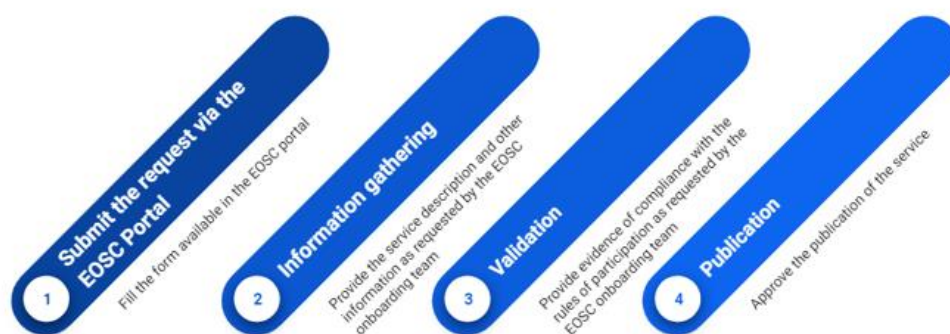 1
Submit the request via the
EOSC Portal
Fill the form available in the EOSC portal
2
Information gathering
Provide the service description and other
information as requested by the EOSC
onboarding team
3
Validation
Provide evidence of compliance with the
rules of participation as requested by the
EOSC onboarding team
4
Publication
Approve the publication of the service